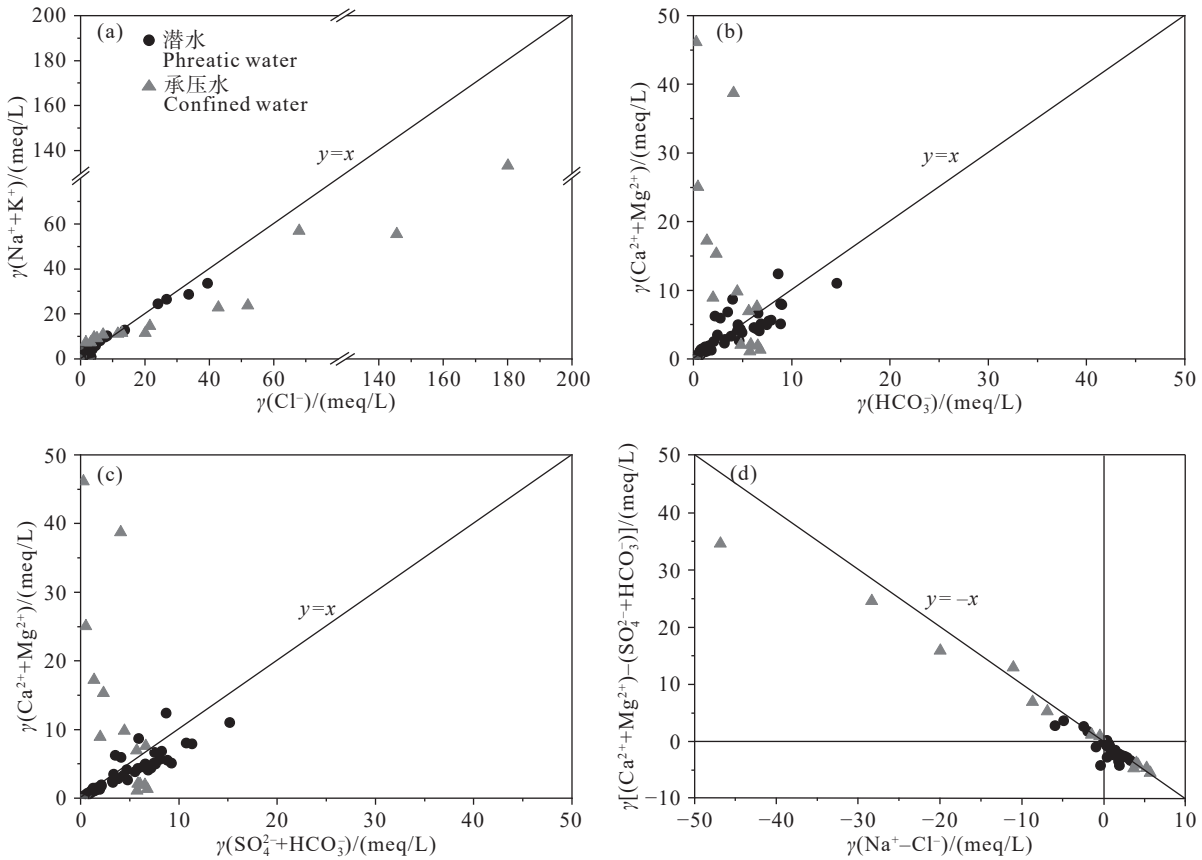 (a)
潜水
Phreatic water
承压水
Confined water
y=x
γ(Na⁺+K⁺)/(meq/L)
200
180
160
140
60
40
20
0
0 20 40 60 140 160 180 200
γ(Cl⁻)/(meq/L)
(b)
y=x
γ(Ca²⁺+Mg²⁺)/(meq/L)
50
40
30
20
10
0
0 10 20 30 40 50
γ(HCO₃⁻)/(meq/L)
(c)
y=x
γ(Ca²⁺+Mg²⁺)/(meq/L)
50
40
30
20
10
0
0 10 20 30 40 50
γ(SO₄²⁻+HCO₃⁻)/(meq/L)
(d)
y= −x
γ[(Ca²⁺+Mg²⁺)−(SO₄²⁻+HCO₃⁻)]/(meq/L)
50
40
30
20
10
0
−10
−50 −40 −30 −20 −10 0 10
γ(Na⁺−Cl⁻)/(meq/L)